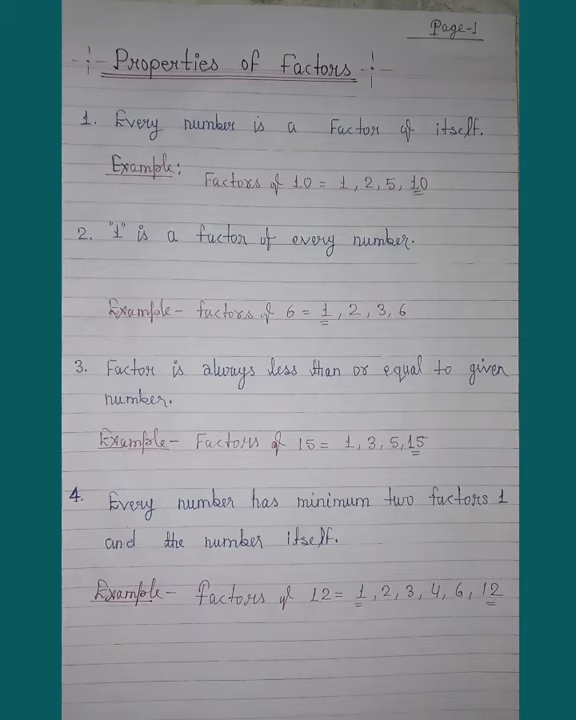 Page-1
Properties of Factors
1. Every number is a Factor of itself.
Example:
Factors of 10 = 1, 2, 5, 10
2. "1" is a factor of every number.
Example- factors of 6 = 1, 2, 3, 6
3. Factor is always less than or equal to given
number.
Example- Factors of 15 = 1, 3, 5, 15
4. Every number has minimum two factors 1
and the number itself.
Example- Factors of 12 = 1, 2, 3, 4, 6, 12